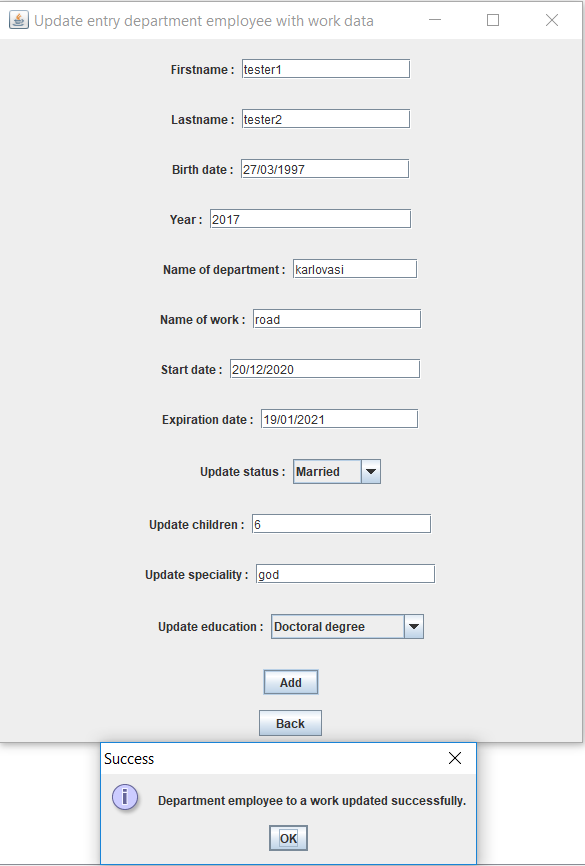 Update entry department employee with work data
Firstname : tester1
Lastname : tester2
Birth date : 27/03/1997
Year : 2017
Name of department : karlovasi
Name of work : road
Start date : 20/12/2020
Expiration date : 19/01/2021
Update status : Married
Update children : 6
Update speciality : god
Update education : Doctoral degree
Add
Back
Success
Department employee to a work updated successfully.
OK